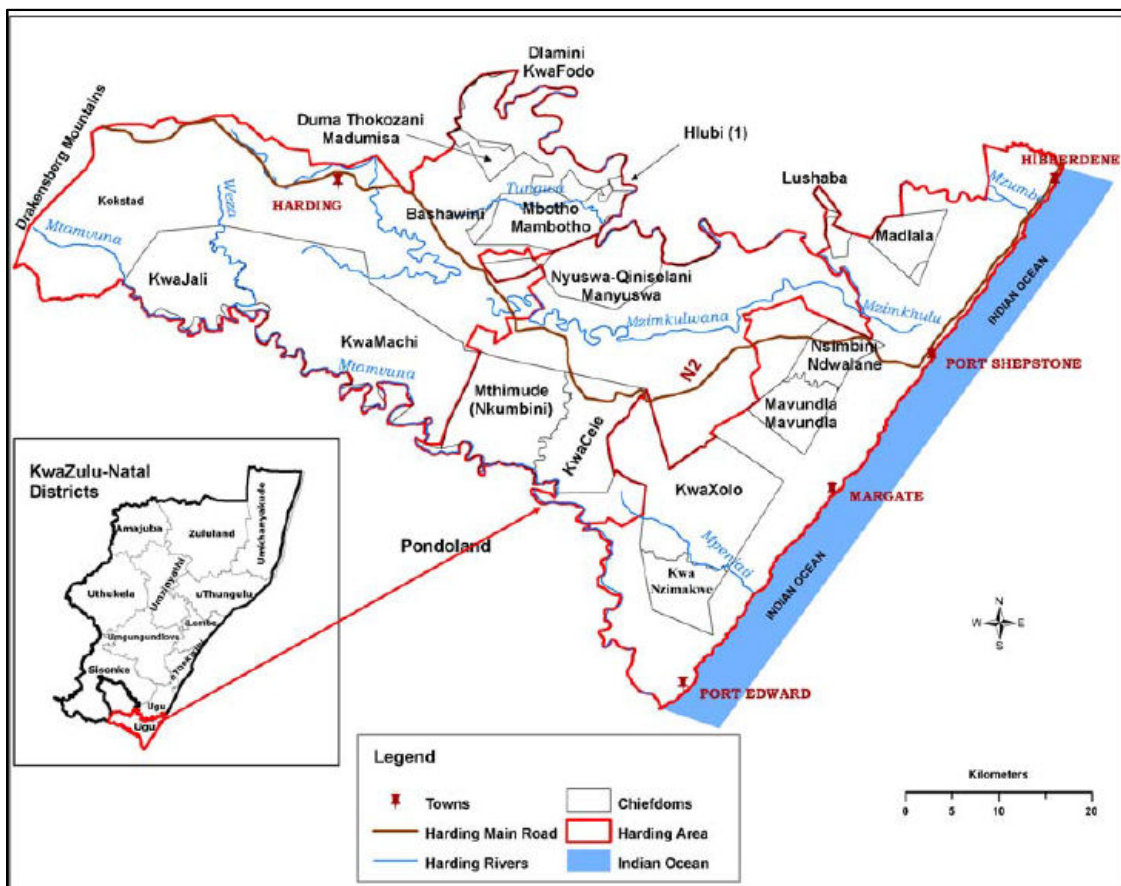 Dlamini
KwaFodo
Duma Thokozani
Madumisa
Hlubi (1)
Drakensberg Mountains
HIBBERDENE
Lushaba
Mzumbe
Kokstad
Weza
HARDING
Tungwa
Bashawini
Mbotho
Mambotho
Madlala
Mtamvuna
KwaJali
Nyuswa-Qiniselani
Manyuswa
INDIAN OCEAN
Mzimkulwana
Mzimkhulu
KwaMachi
Nsimbini
Ndwalane
N2
PORT SHEPSTONE
Mtamvuna
Mthimude
(Nkumbini)
Mavundla
Mavundla
KwaCele
KwaXolo
MARGATE
Pondoland
Mpenjati
Kwa
Nzimakwe
INDIAN OCEAN
PORT EDWARD
N
W E
S
KwaZulu-Natal
Districts
Amajuba
Zululand
Umkhanyakude
Uthukela
Umzinyathi
uThungulu
Umgungundlovu
Sisonke
Ugu
Ugu
Legend
Towns
Chiefdoms
Harding Main Road
Harding Area
Harding Rivers
Indian Ocean
Kilometers
0 5 10 20